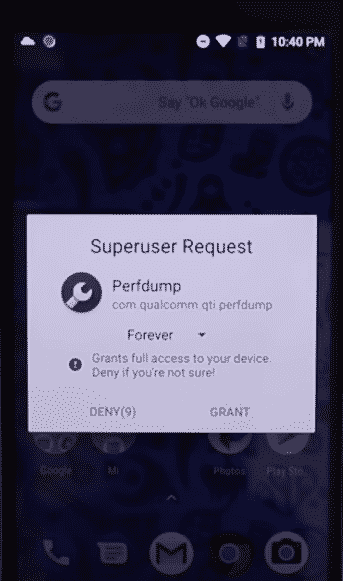 10:40 PM
G
Say "Ok Google"
Superuser Request
Perfdump
com qualcomm qti perfdump
Forever
Grants full access to your device.
Deny if you're not sure!
DENY(9)
GRANT
Google
Mi
Photos
Play Sto...
M